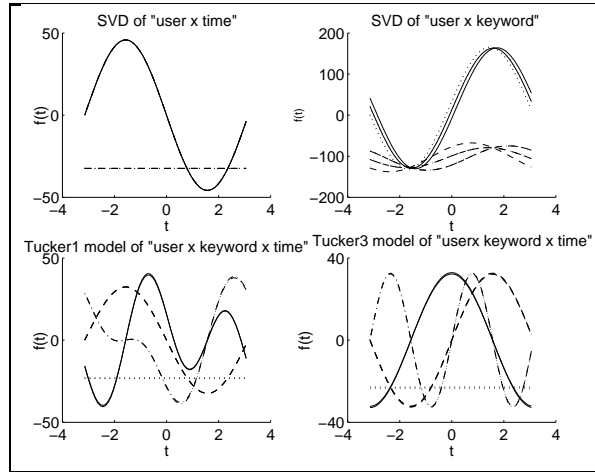 SVD of "user x time"
50
0
−50
f(t)
−4
−2
0
2
4
t
SVD of "user x keyword"
200
100
0
−100
−200
f(t)
−4
−2
0
2
4
t
Tucker1 model of "user x keyword x time"
50
0
−50
f(t)
−4
−2
0
2
4
t
Tucker3 model of "userx keyword x time"
50
0
−50
f(t)
−4
−2
0
2
4
t